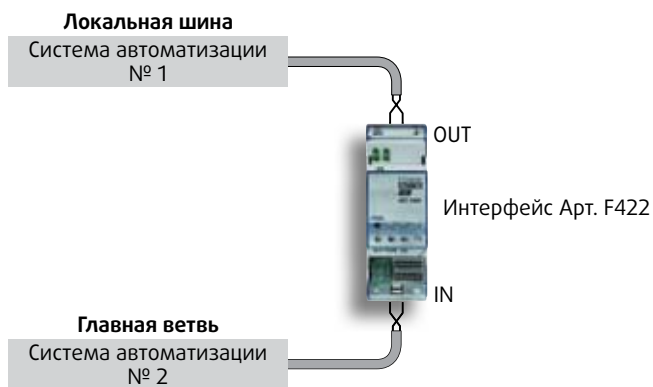 Локальная шина
Система автоматизации
№ 1
OUT
Интерфейс Арт. F422
IN
Главная ветвь
Система автоматизации
№ 2